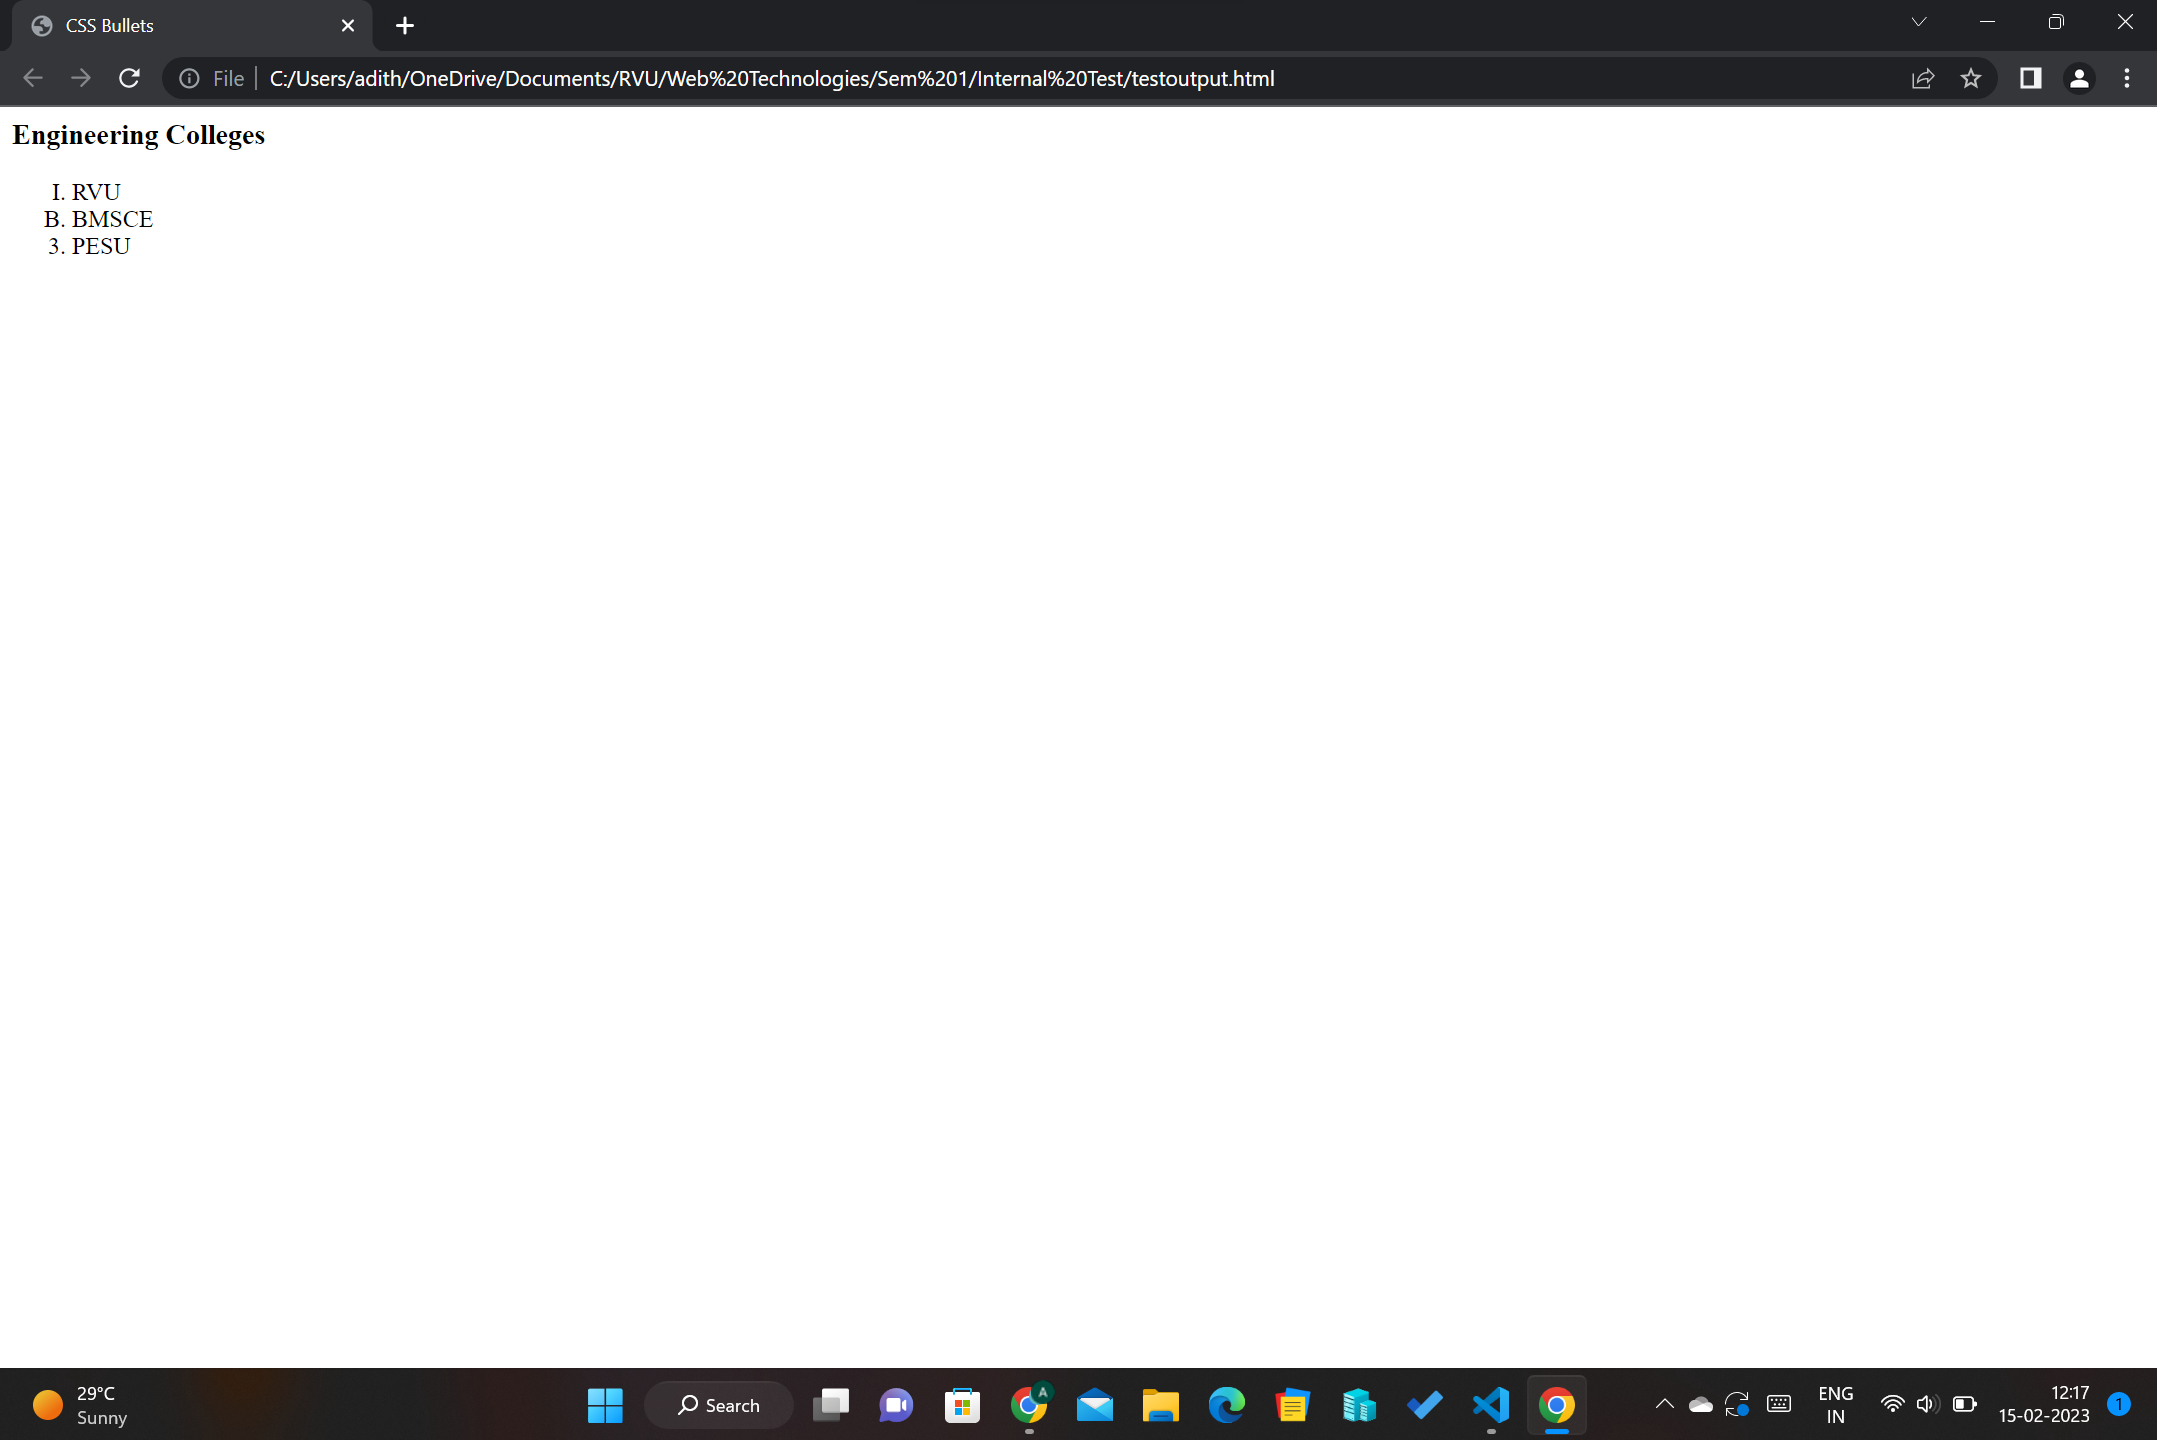 CSS Bullets
File
C:/Users/adith/OneDrive/Documents/RVU/Web%20Technologies/Sem%201/Internal%20Test/testoutput.html
Engineering Colleges
I. RVU
B. BMSCE
3. PESU
29°C
Sunny
Search
A
ENG
IN
12:17
15-02-2023
1